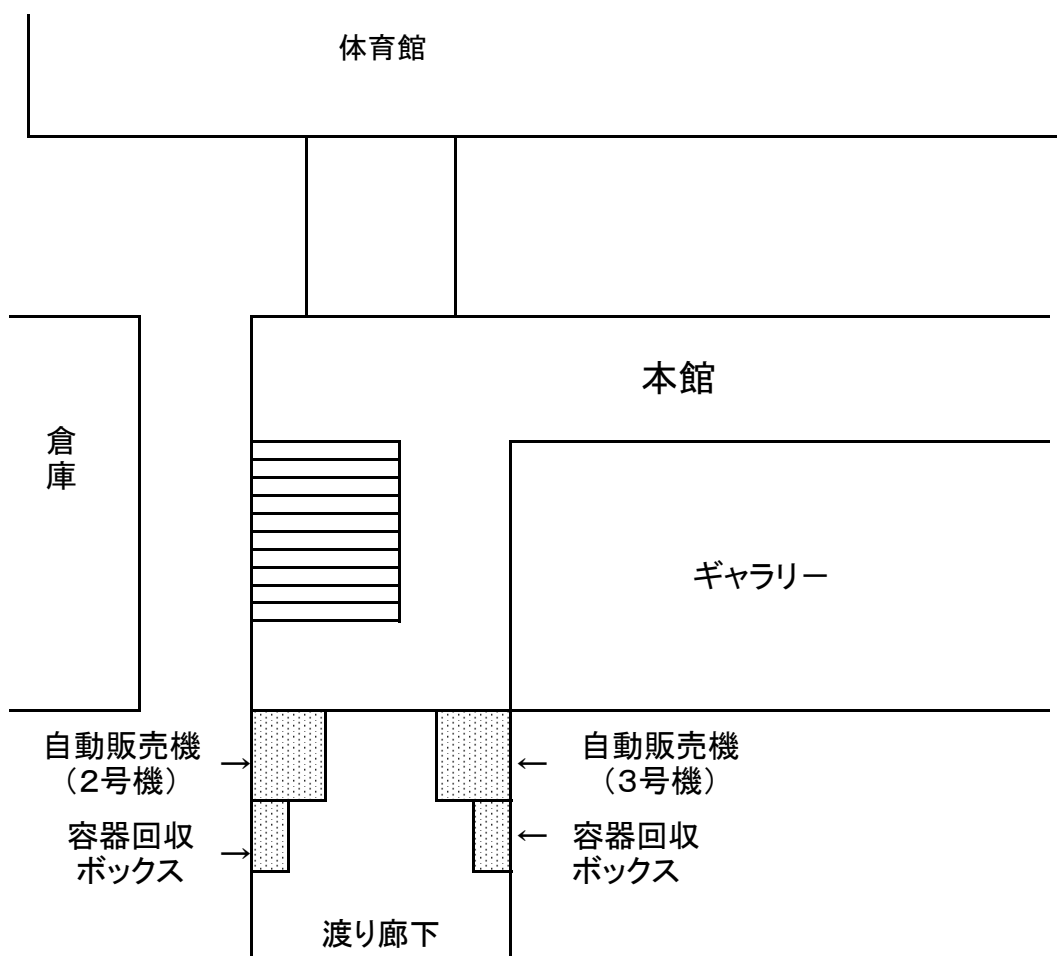 体育館
本館
倉庫
ギャラリー
自動販売機
（２号機）
→
自動販売機
（３号機）
←
容器回収
ボックス
→
容器回収
ボックス
←
渡り廊下